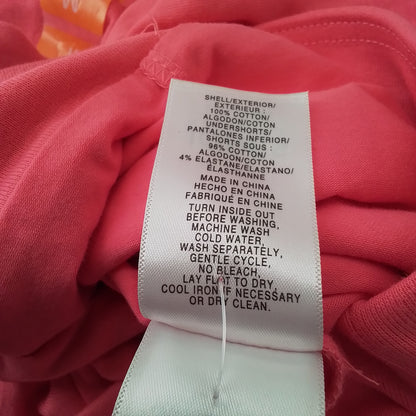 SHELL/EXTERIOR/
EXTERIEUR :
100% COTTON/
ALGODON/COTON
UNDERSHORTS/
PANTALONES INFERIOR/
SHORTS SOUS :
96% COTTON/
ALGODON/COTON
4% ELASTANE/ELASTANO/
ÉLASTHANNE
MADE IN CHINA
HECHO EN CHINA
FABRIQUÉ EN CHINE
TURN INSIDE OUT
BEFORE WASHING,
MACHINE WASH
COLD WATER,
WASH SEPARATELY,
GENTLE CYCLE,
NO BLEACH,
LAY FLAT TO DRY,
COOL IRON IF NECESSARY
OR DRY CLEAN.